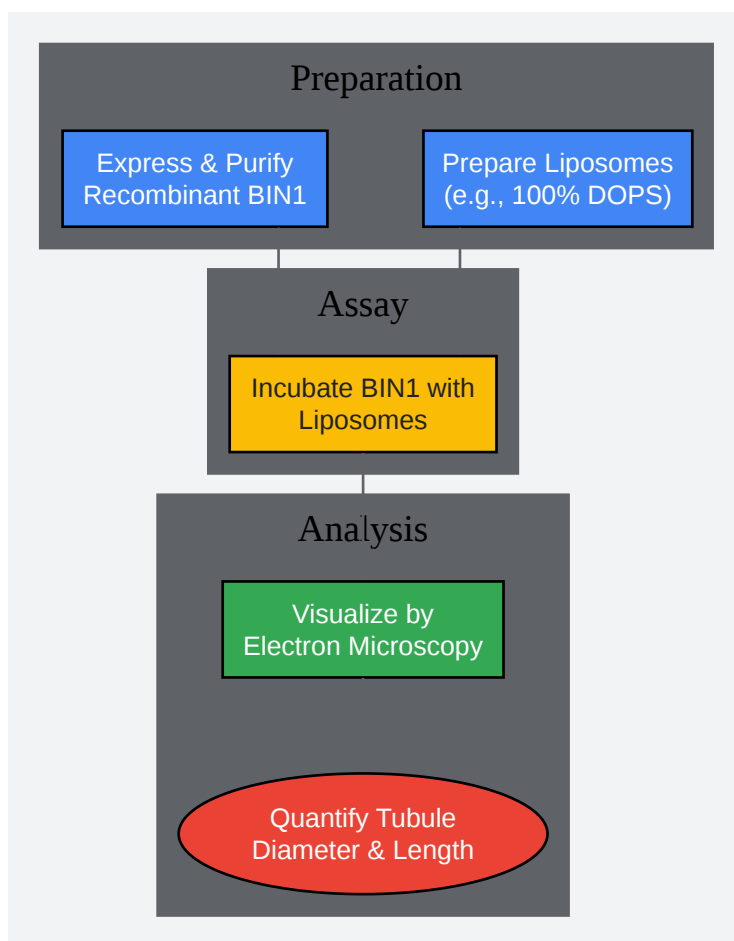 Preparation
Express & Purify
Recombinant BIN1
Prepare Liposomes
(e.g., 100% DOPS)
Assay
Incubate BIN1 with
Liposomes
Analysis
Visualize by
Electron Microscopy
Quantify Tubule
Diameter & Length